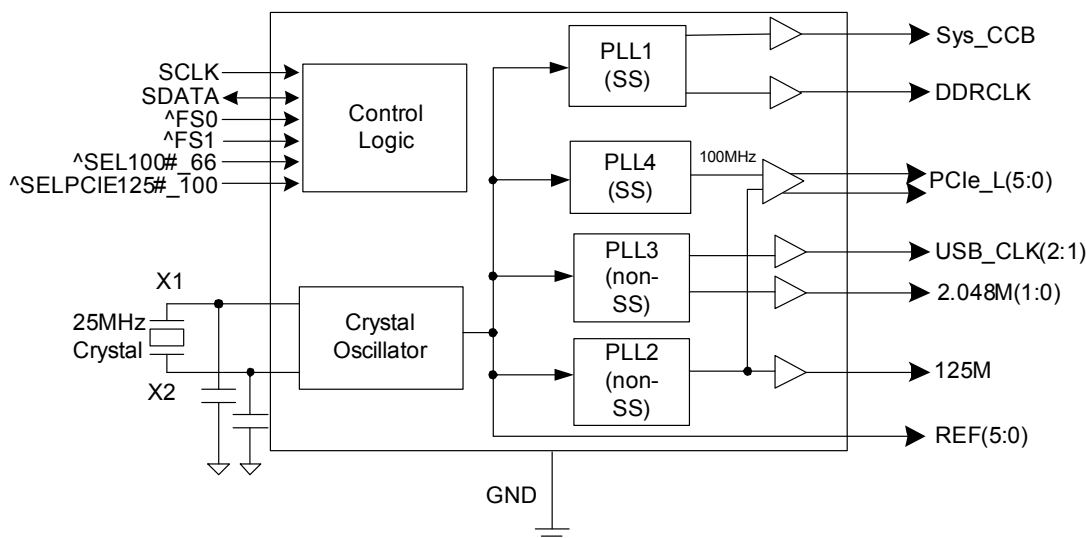 SCLK
SDATA
^FS0
^FS1
^SEL100#_66
^SELPCIE125#_100
Control
Logic
X1
25MHz
Crystal
X2
Crystal
Oscillator
PLL1
(SS)
PLL4
(SS)
100MHz
PLL3
(non-
SS)
PLL2
(non-
SS)
Sys_CCB
DDRCLK
PCIe_L(5:0)
USB_CLK(2:1)
2.048M(1:0)
125M
REF(5:0)
GND